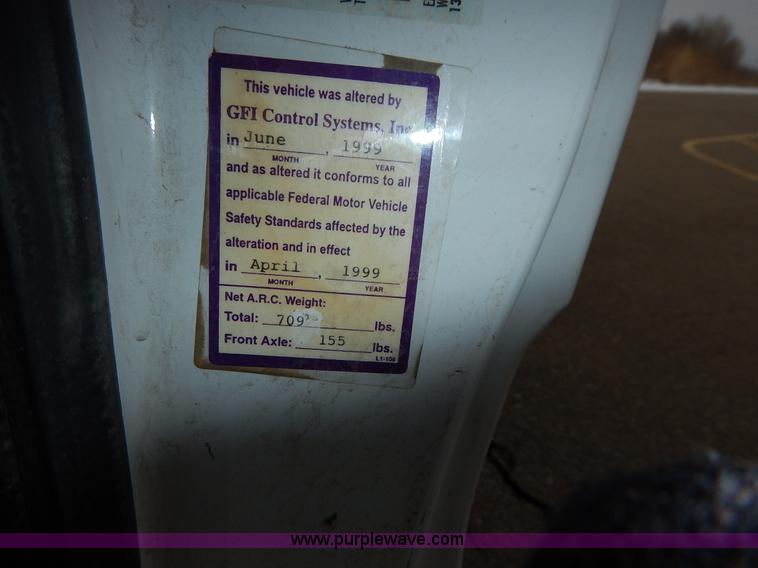 This vehicle was altered by
GFI Control Systems, Inc.
in June, 1999
MONTH YEAR
and as altered it conforms to all
applicable Federal Motor Vehicle
Safety Standards affected by the
alteration and in effect
in April, 1999
MONTH YEAR
Net A.R.C. Weight:
Total: 709 lbs.
Front Axle: 155 lbs.
L1-106
www.purplewave.com